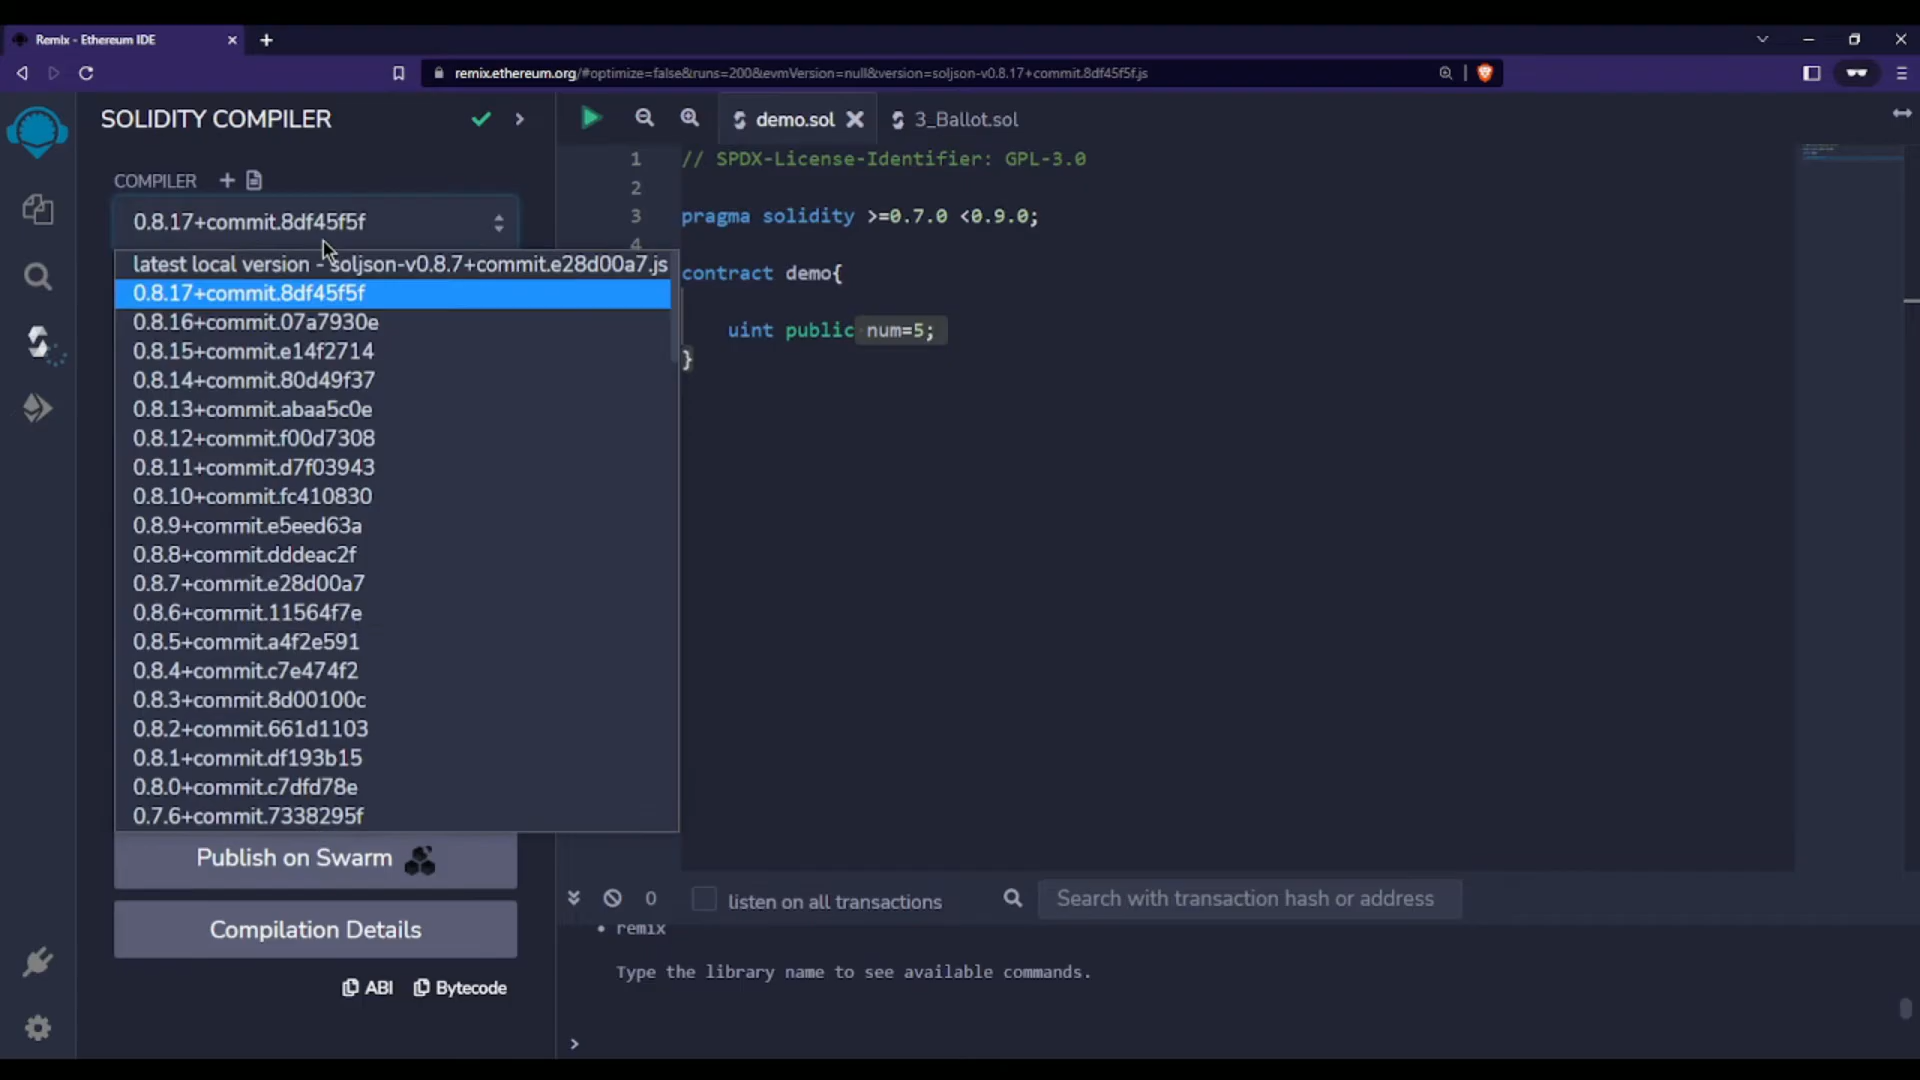 Remix - Ethereum IDE
remix.ethereum.org/#optimize=false&runs=200&evmVersion=null&version=soljson-v0.8.17+commit.8df45f5f.js
SOLIDITY COMPILER
COMPILER
0.8.17+commit.8df45f5f
latest local version - soljson-v0.8.7+commit.e28d00a7.js
0.8.17+commit.8df45f5f
0.8.16+commit.07a7930e
0.8.15+commit.e14f2714
0.8.14+commit.80d49f37
0.8.13+commit.abaa5c0e
0.8.12+commit.f00d7308
0.8.11+commit.d7f03943
0.8.10+commit.fc410830
0.8.9+commit.e5eed63a
0.8.8+commit.dddeac2f
0.8.7+commit.e28d00a7
0.8.6+commit.11564f7e
0.8.5+commit.a4f2e591
0.8.4+commit.c7e474f2
0.8.3+commit.8d00100c
0.8.2+commit.661d1103
0.8.1+commit.df193b15
0.8.0+commit.c7dfd78e
0.7.6+commit.7338295f
Publish on Swarm
Compilation Details
ABI
Bytecode
demo.sol
3_Ballot.sol
1 // SPDX-License-Identifier: GPL-3.0
2
3 pragma solidity >=0.7.0 <0.9.0;
4
contract demo{
uint public num=5;
}
0
listen on all transactions
Search with transaction hash or address
• remix
Type the library name to see available commands.
>